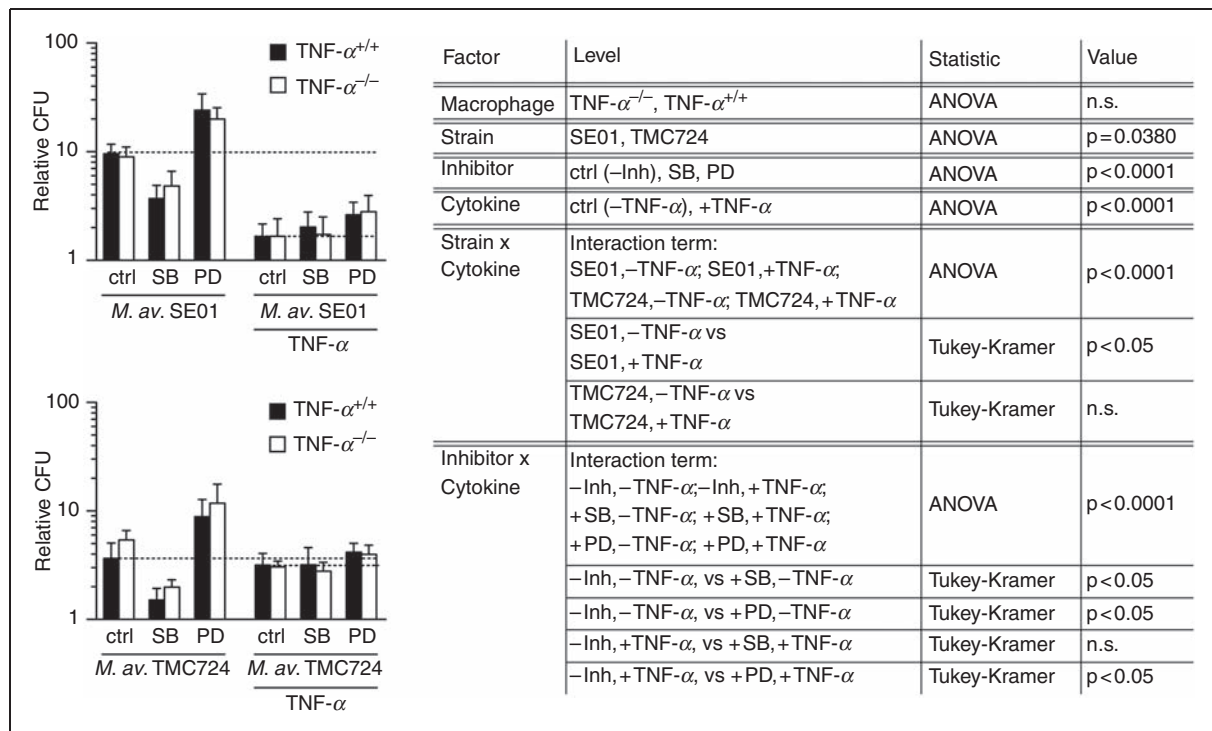 100
10
1
Relative CFU
TNF-α+/+
TNF-α−/−
ctrl SB PD ctrl SB PD
M. av. SE01 M. av. SE01
TNF-α
100
10
1
Relative CFU
TNF-α+/+
TNF-α−/−
ctrl SB PD ctrl SB PD
M. av. TMC724 M. av. TMC724
TNF-α
Factor Level Statistic Value
Macrophage TNF-α−/−, TNF-α+/+ ANOVA n.s.
Strain SE01, TMC724 ANOVA p=0.0380
Inhibitor ctrl (–Inh), SB, PD ANOVA p<0.0001
Cytokine ctrl (–TNF-α), +TNF-α ANOVA p<0.0001
Strain x Interaction term:
Cytokine SE01,–TNF-α; SE01,+TNF-α; ANOVA p<0.0001
TMC724,–TNF-α; TMC724,+TNF-α
SE01,–TNF-α vs
SE01,+TNF-α Tukey-Kramer p<0.05
TMC724,–TNF-α vs
TMC724,+TNF-α Tukey-Kramer n.s.
Inhibitor x Interaction term:
Cytokine –Inh,–TNF-α;–Inh,+TNF-α;
+SB,–TNF-α; +SB,+TNF-α; ANOVA p<0.0001
+PD,–TNF-α; +PD,+TNF-α
–Inh,–TNF-α, vs +SB,–TNF-α Tukey-Kramer p<0.05
–Inh,–TNF-α, vs +PD,–TNF-α Tukey-Kramer p<0.05
–Inh,+TNF-α, vs +SB,+TNF-α Tukey-Kramer n.s.
–Inh,+TNF-α, vs +PD,+TNF-α Tukey-Kramer p<0.05